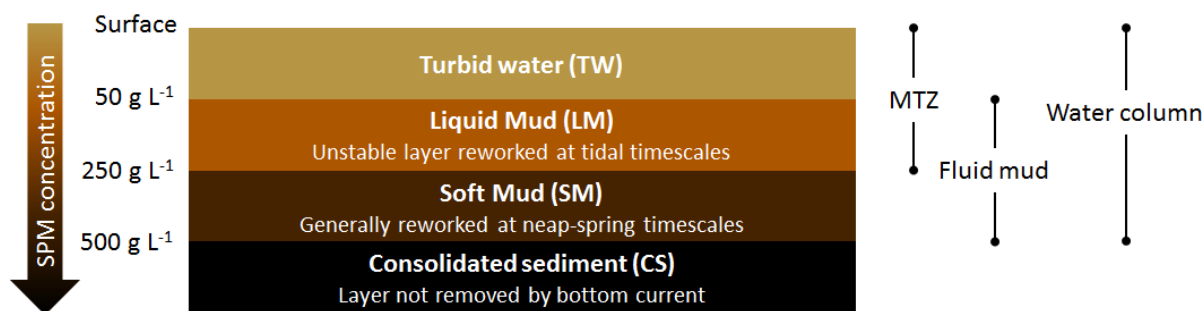 Surface
Turbid water (TW)
50 g L-1
MTZ
Water column
Liquid Mud (LM)
Unstable layer reworked at tidal timescales
250 g L-1
Fluid mud
Soft Mud (SM)
Generally reworked at neap-spring timescales
500 g L-1
Consolidated sediment (CS)
Layer not removed by bottom current
SPM concentration